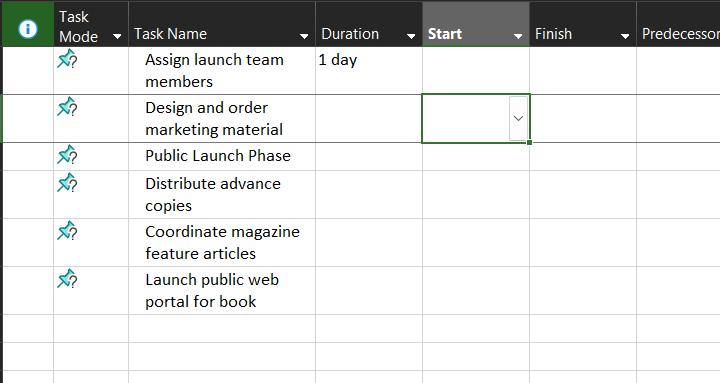 Task
Mode
Task Name
Duration
Start
Finish
Predecessor
Assign launch team
members
1 day
Design and order
marketing material
Public Launch Phase
Distribute advance
copies
Coordinate magazine
feature articles
Launch public web
portal for book